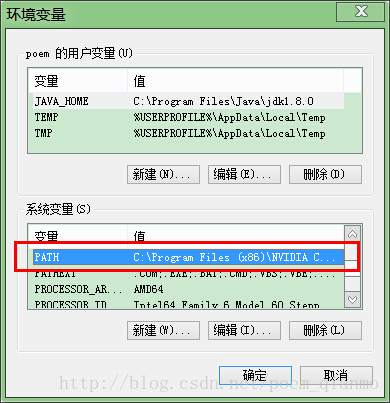 环境变量
poem 的用户变量(U)
变量 值
JAVA_HOME C:\Program Files\Java\jdk1.8.0
TEMP %USERPROFILE%\AppData\Local\Temp
TMP %USERPROFILE%\AppData\Local\Temp
新建(N)... 编辑(E)... 删除(D)
系统变量(S)
变量 值
PATH C:\Program Files (x86)\NVIDIA C...
PATHEXT .COM;.EXE;.BAT;.CMD;.VBS;.VBE;....
PROCESSOR_AR... AMD64
PROCESSOR_ID... Intel64 Family 6 Model 60 Stepp...
新建(W)... 编辑(I)... 删除(L)
确定 取消
http://blog.csdn.net/poem_qianmo